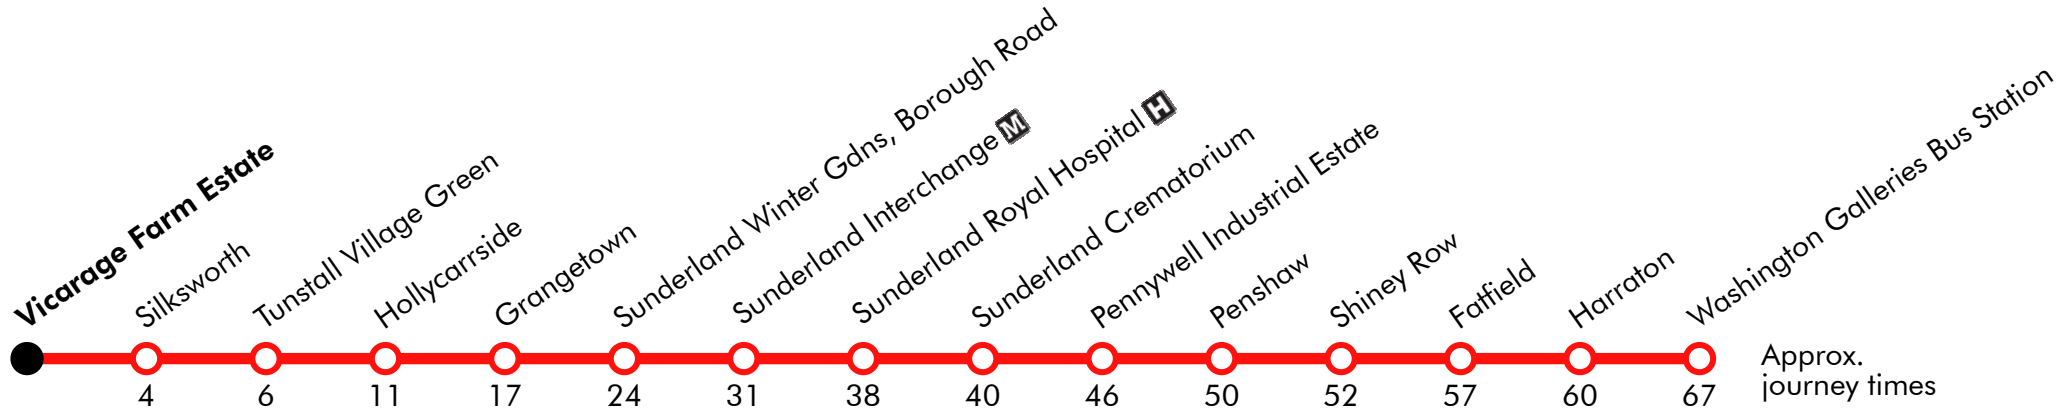 Vicarage Farm Estate
Silksworth
Tunstall Village Green
Hollycarrside
Grangetown
Sunderland Winter Gdns, Borough Road
Sunderland Interchange M
Sunderland Royal Hospital H
Sunderland Crematorium
Pennywell Industrial Estate
Penshaw
Shiney Row
Fatfield
Harraton
Washington Galleries Bus Station
4 6 11 17 24 31 38 40 46 50 52 57 60 67
Approx.
journey times